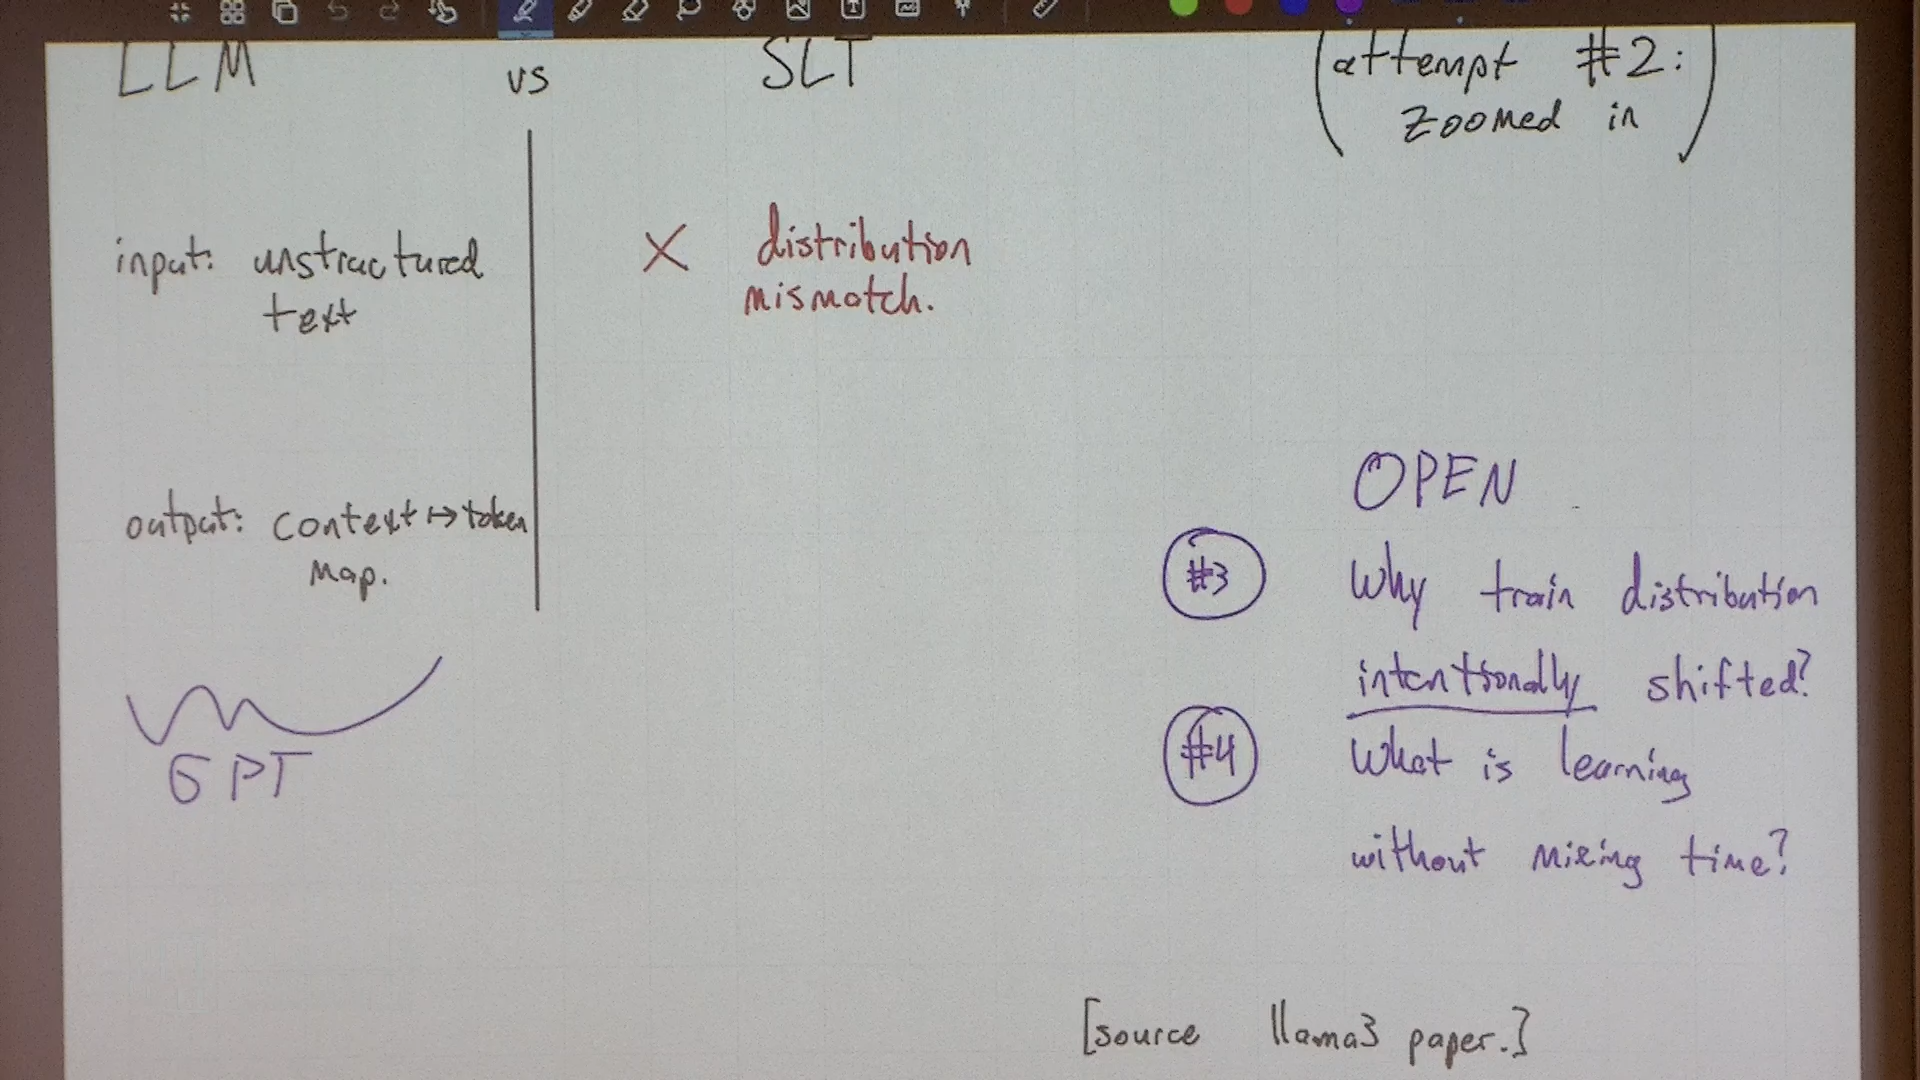 LLM vs SLT
(attempt #2:
zoomed in)
input: unstructured
text
X distribution
mismatch.
output: context ↦ token
map.
GPT
OPEN
#3 Why train distribution
intentionally shifted?
#4 What is learning
without mixing time?
[source llama3 paper.]